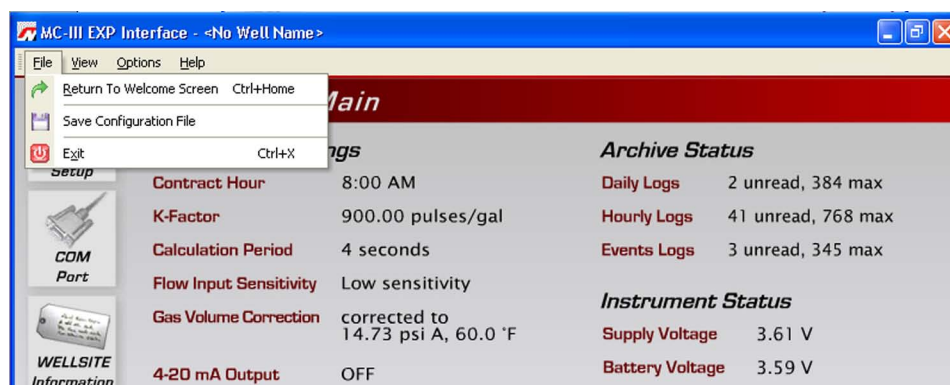 MC-III EXP Interface - <No Well Name>
File View Options Help
Return To Welcome Screen Ctrl+Home
Save Configuration File
Exit Ctrl+X
Archive Status
Setup
Contract Hour 8:00 AM
Daily Logs 2 unread, 384 max
K-Factor 900.00 pulses/gal
Hourly Logs 41 unread, 768 max
COM
Port
Calculation Period 4 seconds
Events Logs 3 unread, 345 max
Flow Input Sensitivity Low sensitivity
Instrument Status
Gas Volume Correction corrected to
14.73 psi A, 60.0 °F
Supply Voltage 3.61 V
WELLSITE
Information
Battery Voltage 3.59 V
4-20 mA Output OFF